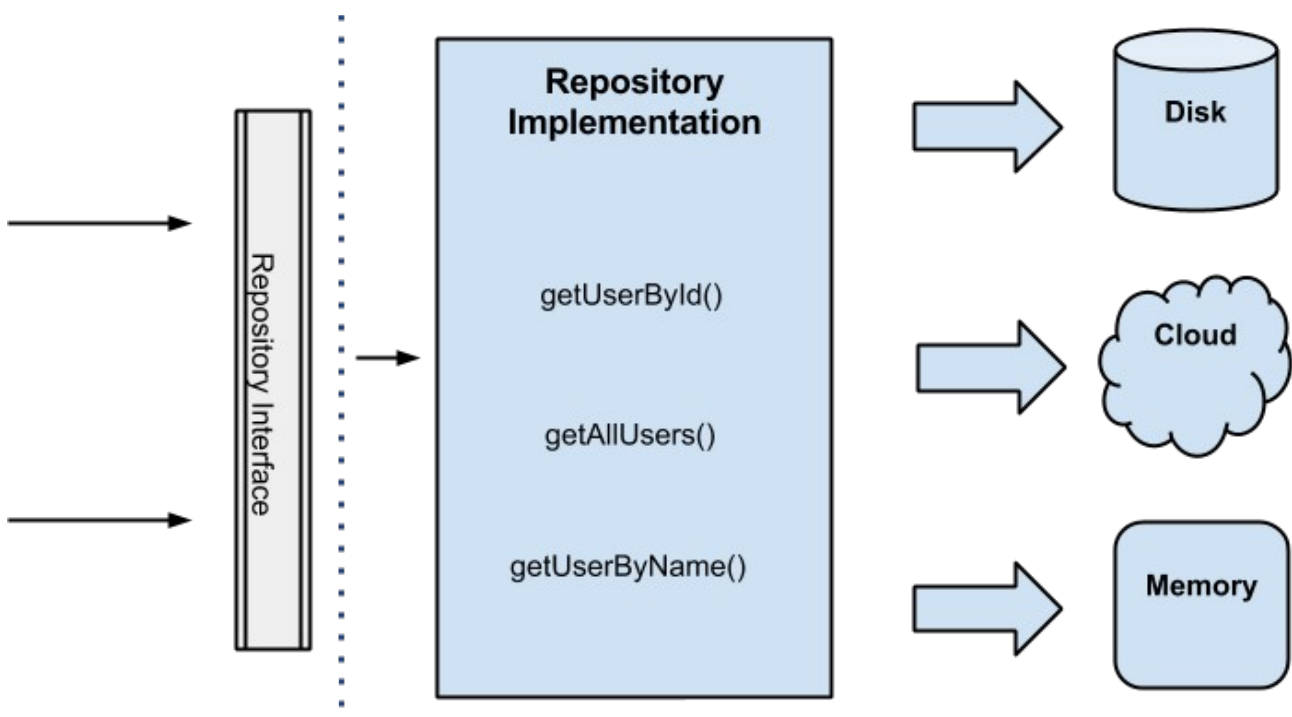 Repository Interface
Repository
Implementation
getUserById()
getAllUsers()
getUserByName()
Disk
Cloud
Memory